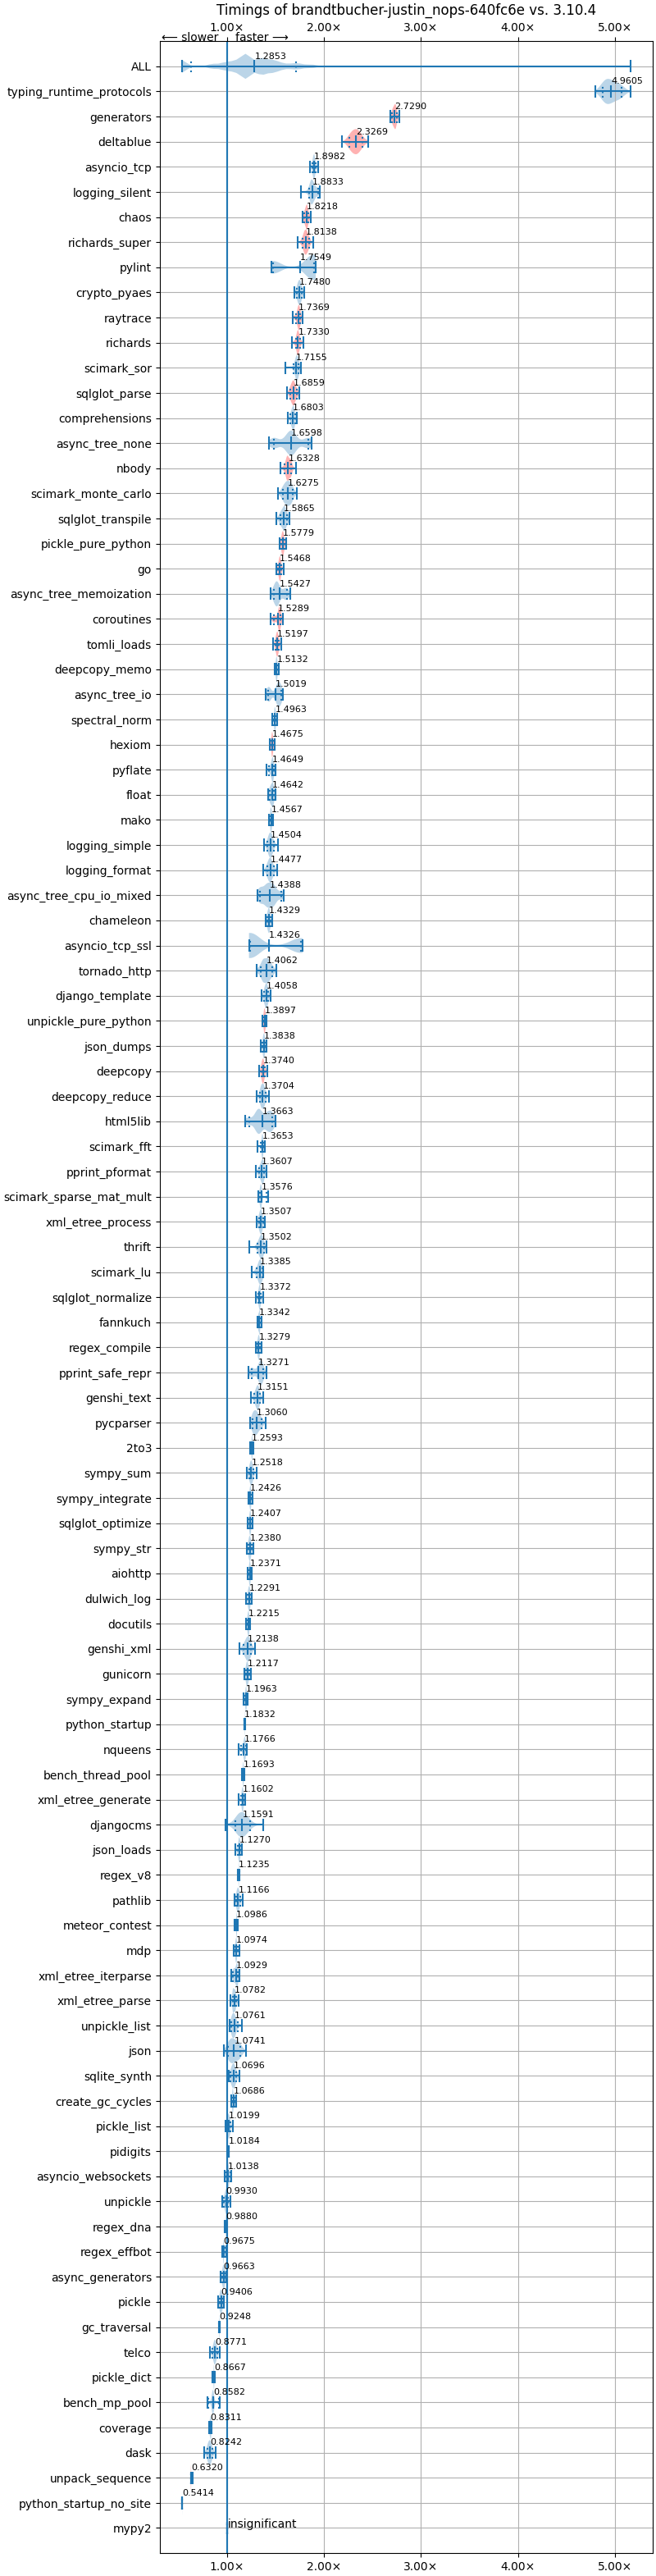 Timings of brandtbucher-justin_nops-640fc6e vs. 3.10.4
1.00× 2.00× 3.00× 4.00× 5.00×
⟵ slower faster ⟶
ALL 1.2853
typing_runtime_protocols 4.9605
generators 2.7290
deltablue 2.3269
asyncio_tcp 1.8982
logging_silent 1.8833
chaos 1.8218
richards_super 1.8138
pylint 1.7549
crypto_pyaes 1.7480
raytrace 1.7369
richards 1.7330
scimark_sor 1.7155
sqlglot_parse 1.6859
comprehensions 1.6803
async_tree_none 1.6598
nbody 1.6328
scimark_monte_carlo 1.6275
sqlglot_transpile 1.5865
pickle_pure_python 1.5779
go 1.5468
async_tree_memoization 1.5427
coroutines 1.5289
tomli_loads 1.5197
deepcopy_memo 1.5132
async_tree_io 1.5019
spectral_norm 1.4963
hexiom 1.4675
pyflate 1.4649
float 1.4642
mako 1.4567
logging_simple 1.4504
logging_format 1.4477
async_tree_cpu_io_mixed 1.4388
chameleon 1.4329
asyncio_tcp_ssl 1.4326
tornado_http 1.4062
django_template 1.4058
unpickle_pure_python 1.3897
json_dumps 1.3838
deepcopy 1.3740
deepcopy_reduce 1.3704
html5lib 1.3663
scimark_fft 1.3653
pprint_pformat 1.3607
scimark_sparse_mat_mult 1.3576
xml_etree_process 1.3507
thrift 1.3502
scimark_lu 1.3385
sqlglot_normalize 1.3372
fannkuch 1.3342
regex_compile 1.3279
pprint_safe_repr 1.3271
genshi_text 1.3151
pycparser 1.3060
2to3 1.2593
sympy_sum 1.2518
sympy_integrate 1.2426
sqlglot_optimize 1.2407
sympy_str 1.2380
aiohttp 1.2371
dulwich_log 1.2291
docutils 1.2215
genshi_xml 1.2138
gunicorn 1.2117
sympy_expand 1.1963
python_startup 1.1832
nqueens 1.1766
bench_thread_pool 1.1693
xml_etree_generate 1.1602
djangocms 1.1591
json_loads 1.1270
regex_v8 1.1235
pathlib 1.1166
meteor_contest 1.0986
mdp 1.0974
xml_etree_iterparse 1.0929
xml_etree_parse 1.0782
unpickle_list 1.0761
json 1.0741
sqlite_synth 1.0696
create_gc_cycles 1.0686
pickle_list 1.0199
pidigits 1.0184
asyncio_websockets 1.0138
unpickle 0.9930
regex_dna 0.9880
regex_effbot 0.9675
async_generators 0.9663
pickle 0.9406
gc_traversal 0.9248
telco 0.8771
pickle_dict 0.8667
bench_mp_pool 0.8582
coverage 0.8311
dask 0.8242
unpack_sequence 0.6320
python_startup_no_site 0.5414
mypy2 insignificant
1.00× 2.00× 3.00× 4.00× 5.00×